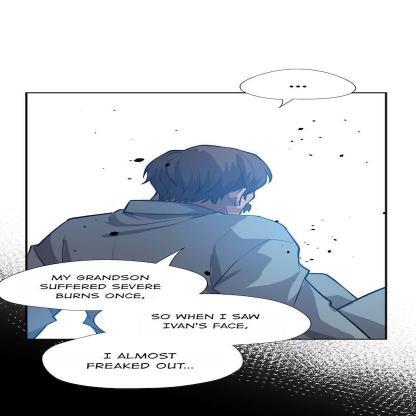 ...
MY GRANDSON
SUFFERED SEVERE
BURNS ONCE,
SO WHEN I SAW
IVAN'S FACE,
I ALMOST
FREAKED OUT...